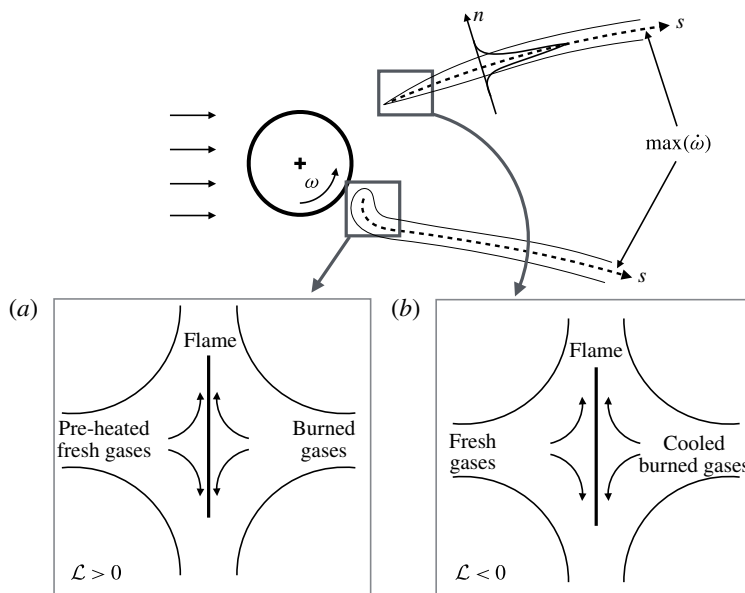 n
s
max(ω̇)
ω
s
(a)
(b)
Flame
Flame
Pre-heated
fresh gases
Burned
gases
Fresh
gases
Cooled
burned gases
ℒ > 0
ℒ < 0